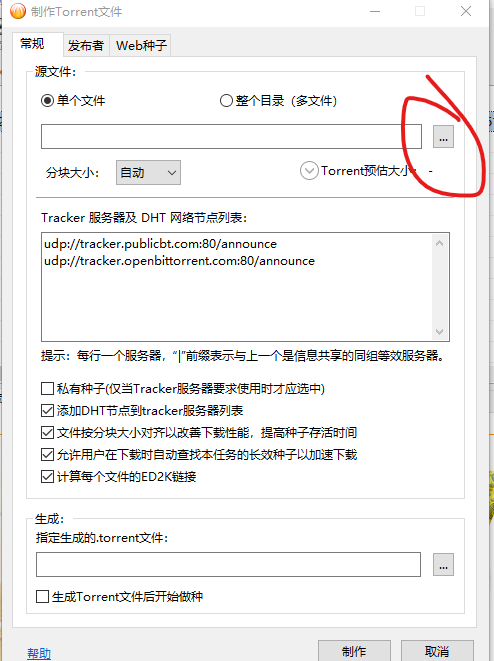 制作Torrent文件
常规 发布者 Web种子
源文件：
单个文件 整个目录（多文件）
...
分块大小： 自动 Torrent预估大小： -
Tracker 服务器及 DHT 网络节点列表：
udp://tracker.publicbt.com:80/announce
udp://tracker.openbittorrent.com:80/announce
提示：每行一个服务器，“|”前缀表示与上一个是信息共享的同组等效服务器。
私有种子(仅当Tracker服务器要求使用时才应选中)
添加DHT节点到tracker服务器列表
文件按分块大小对齐以改善下载性能，提高种子存活时间
允许用户在下载时自动查找本任务的长效种子以加速下载
计算每个文件的ED2K链接
生成：
指定生成的.torrent文件：
...
生成Torrent文件后开始做种
帮助 制作 取消